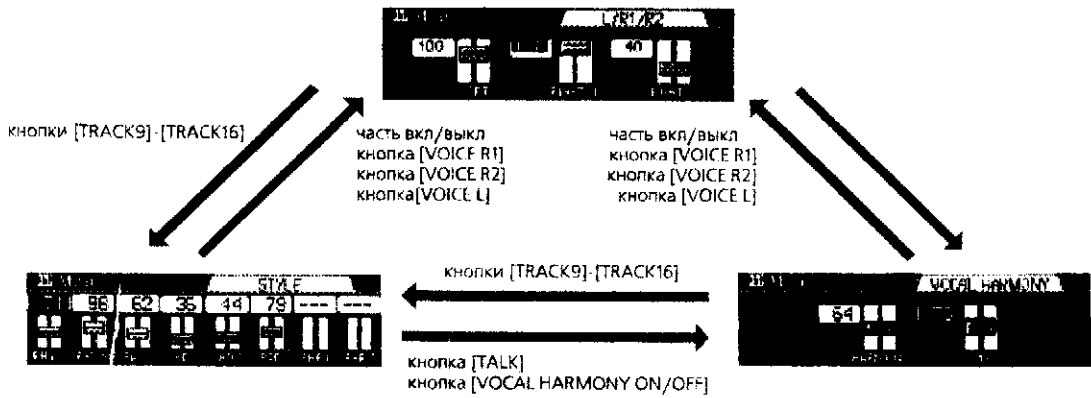 L/R1/R2
100
40
кнопки [TRACK9]-[TRACK16]
часть вкл/выкл
кнопка [VOICE R1]
кнопка [VOICE R2]
кнопка[VOICE L]
часть вкл/выкл
кнопка [VOICE R1]
кнопка [VOICE R2]
кнопка [VOICE L]
STYLE
96 62 35 44 79 --- ---
кнопки [TRACK9]-[TRACK16]
VOCAL HARMONY
64
кнопка [TALK]
кнопка [VOCAL HARMONY ON/OFF]